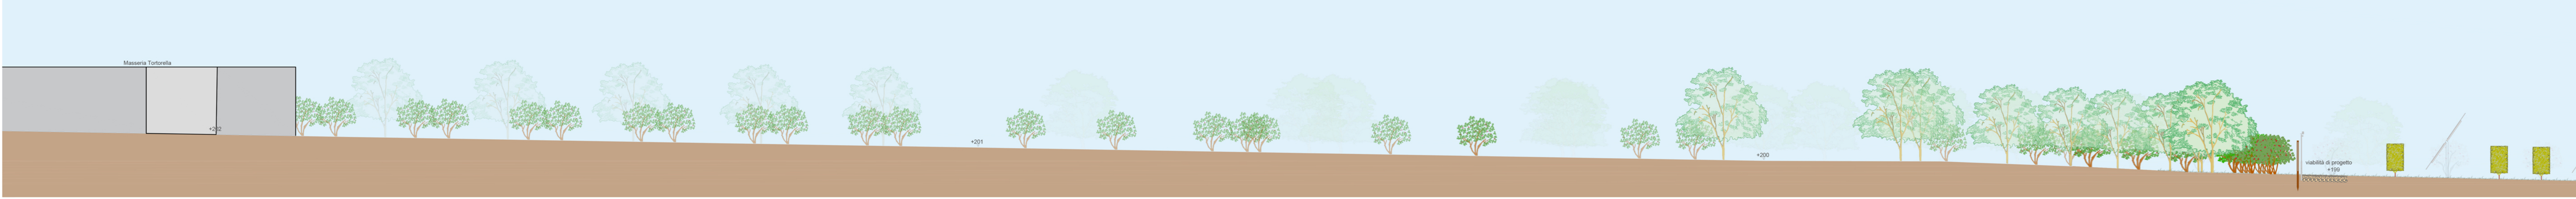 Masseria Tortorella
+202
+201
+200
viabilità di progetto
+199